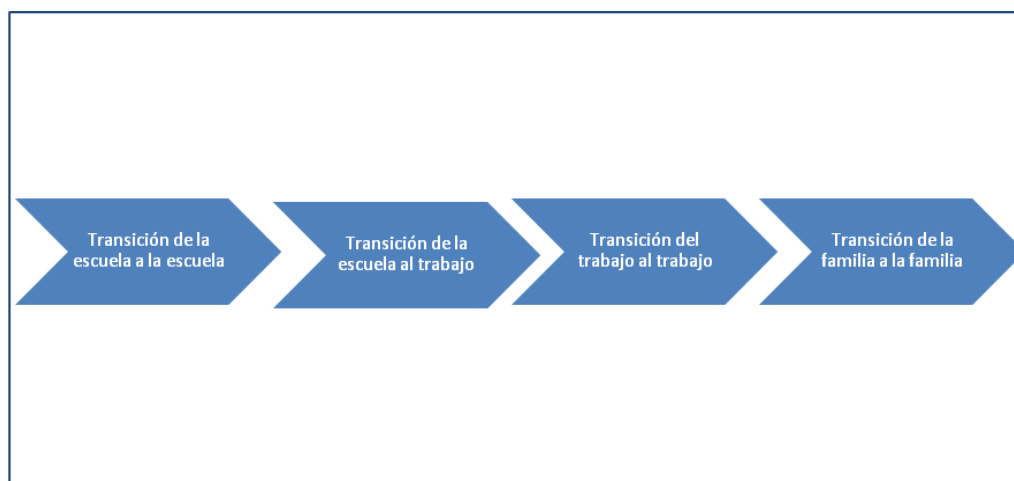 Transición de la
escuela a la escuela
Transición de la
escuela al trabajo
Transición del
trabajo al trabajo
Transición de la
familia a la familia